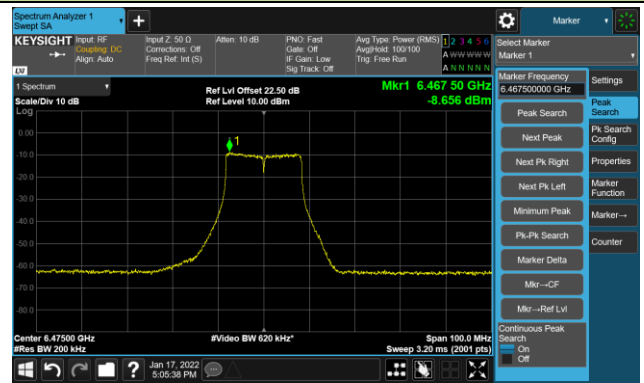 Spectrum Analyzer 1
Swept SA
Marker
KEYSIGHT
Input: RF
Coupling: DC
Align: Auto
Input Z: 50 Ω
Corrections: Off
Freq Ref: Int (S)
Atten: 10 dB
PNO: Fast
Gate: Off
IF Gain: Low
Sig Track: Off
Avg Type: Power (RMS)
Avg|Hold: 100/100
Trig: Free Run
1 2 3 4 5 6
A W W W W W
A N N N N N
LXI
Select Marker
Marker 1
1 Spectrum
Scale/Div 10 dB
Log
Ref Lvl Offset 22.50 dB
Ref Level 10.00 dBm
Mkr1 6.467 50 GHz
-8.656 dBm
0.00
-10.0
-20.0
-30.0
-40.0
-50.0
-60.0
-70.0
-80.0
1
Center 6.47500 GHz
#Res BW 200 kHz
#Video BW 620 kHz*
Span 100.0 MHz
Sweep 3.20 ms (2001 pts)
Marker Frequency
6.467500000 GHz
Peak Search
Next Peak
Next Pk Right
Next Pk Left
Minimum Peak
Pk-Pk Search
Marker Delta
Mkr→CF
Mkr→Ref Lvl
Continuous Peak
Search
On
Off
Settings
Peak
Search
Pk Search
Config
Properties
Marker
Function
Marker→
Counter
Jan 17, 2022
5:05:38 PM